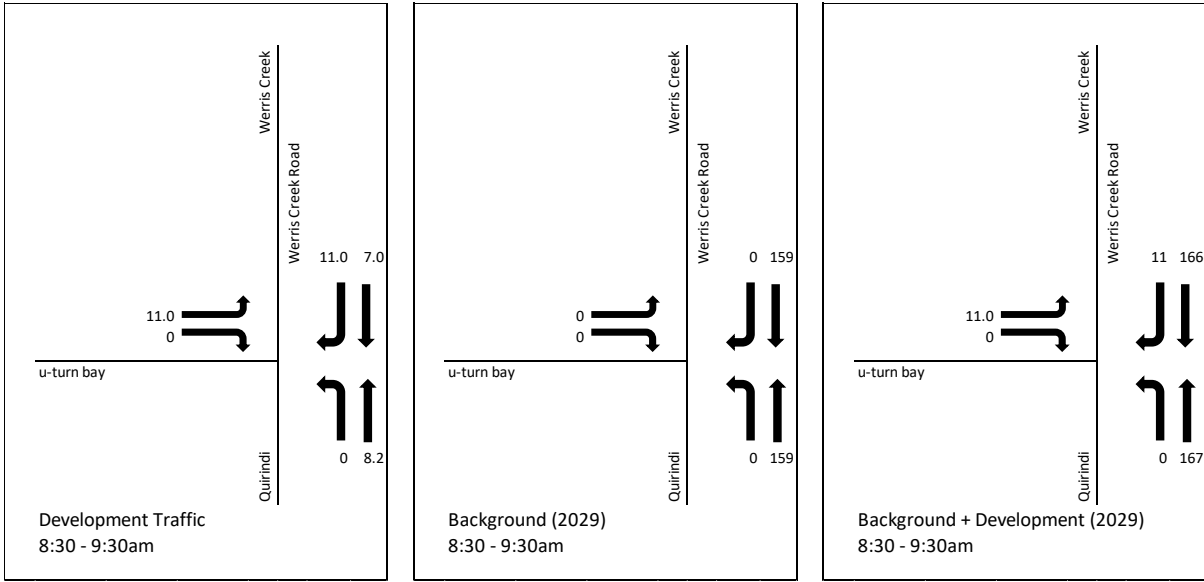 Werris Creek
Werris Creek Road
11.0 7.0
11.0
0
u-turn bay
Quirindi
0 8.2
Development Traffic
8:30 - 9:30am
Werris Creek
Werris Creek Road
0 159
0
0
u-turn bay
Quirindi
0 159
Background (2029)
8:30 - 9:30am
Werris Creek
Werris Creek Road
11 166
11.0
0
u-turn bay
Quirindi
0 167
Background + Development (2029)
8:30 - 9:30am